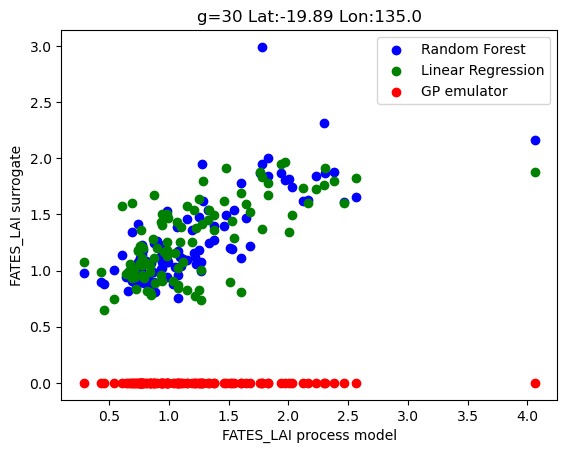 g=30 Lat:-19.89 Lon:135.0
Random Forest
Linear Regression
GP emulator
FATES_LAI surrogate
3.0
2.5
2.0
1.5
1.0
0.5
0.0
0.5 1.0 1.5 2.0 2.5 3.0 3.5 4.0
FATES_LAI process model